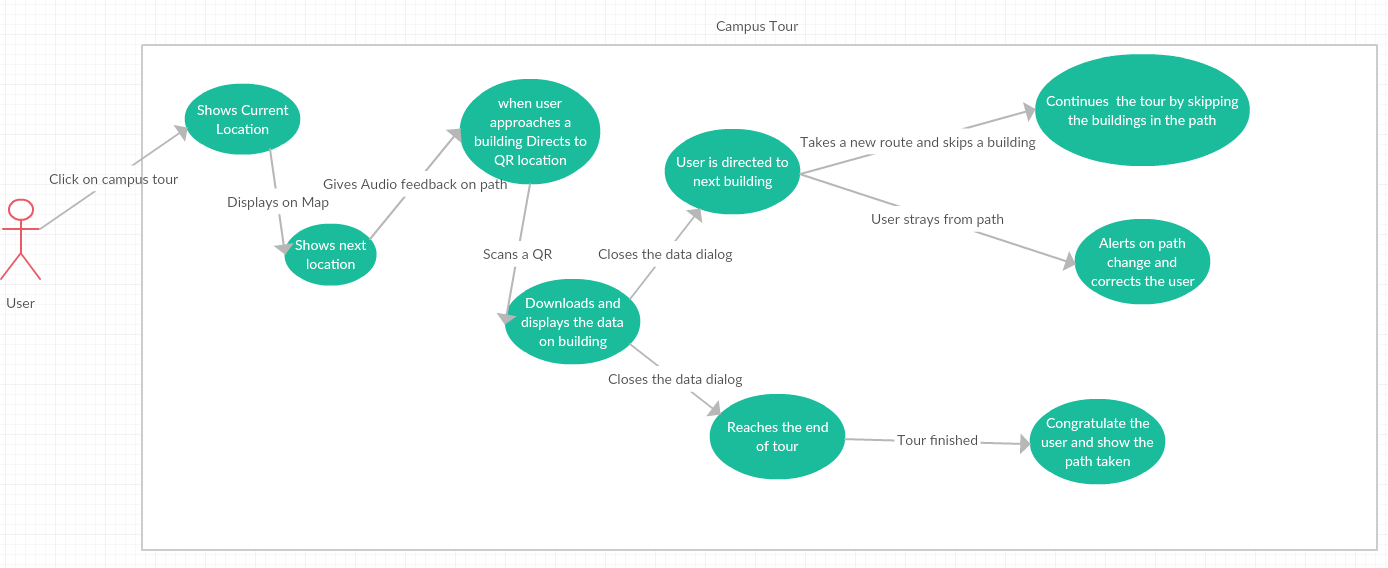 Campus Tour
Shows Current
Location
Click on campus tour
User
Displays on Map
Shows next
location
Gives Audio feedback on path
when user
approaches a
building Directs to
QR location
Scans a QR
Downloads and
displays the data
on building
Closes the data dialog
User is directed to
next building
Takes a new route and skips a building
Continues  the tour by skipping
the buildings in the path
User strays from path
Alerts on path
change and
corrects the user
Closes the data dialog
Reaches the end
of tour
Tour finished
Congratulate the
user and show the
path taken